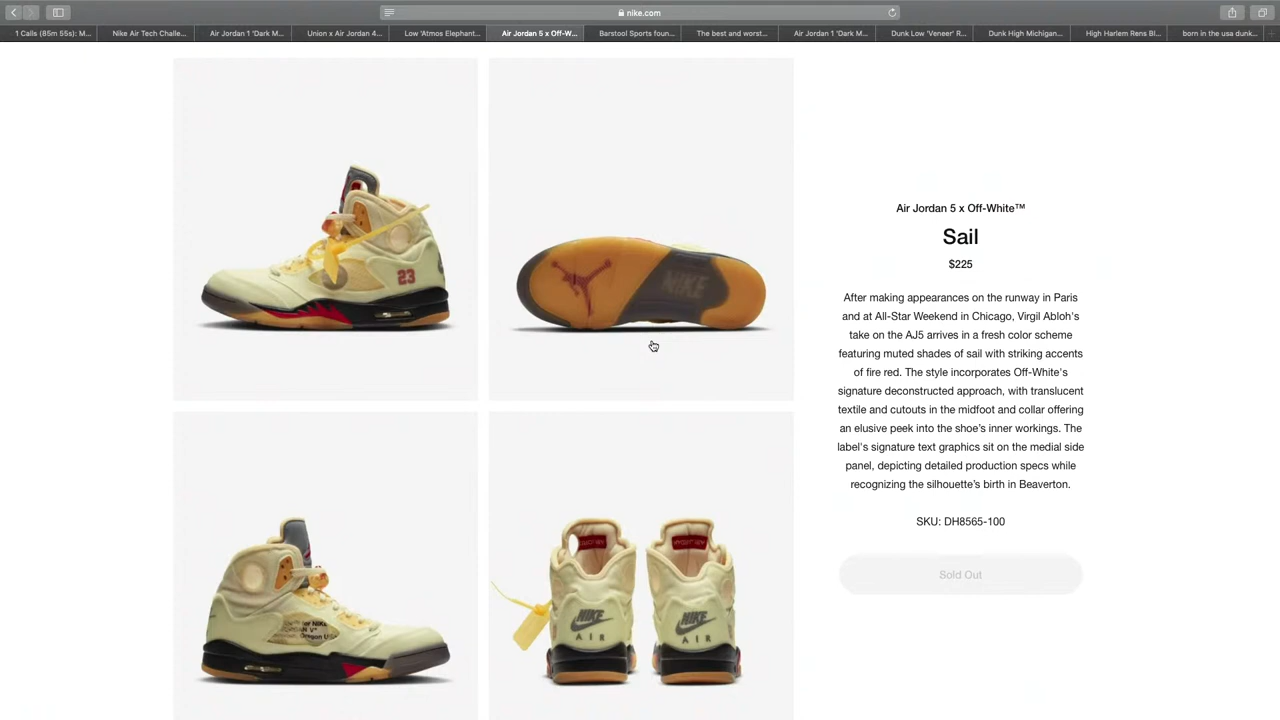 nike.com
1 Calls (85m 55s): M...
Nike Air Tech Challe...
Air Jordan 1 'Dark M...
Union x Air Jordan 4...
Low 'Atmos Elephant...
Air Jordan 5 x Off-W...
Barstool Sports foun...
The best and worst...
Air Jordan 1 'Dark M...
Dunk Low 'Veneer' R...
Dunk High Michigan...
High Harlem Rens Bl...
born in the usa dunk...
23
NIKE
Air Jordan 5 x Off-White™
Sail
$225
After making appearances on the runway in Paris
and at All-Star Weekend in Chicago, Virgil Abloh's
take on the AJ5 arrives in a fresh color scheme
featuring muted shades of sail with striking accents
of fire red. The style incorporates Off-White's
signature deconstructed approach, with translucent
textile and cutouts in the midfoot and collar offering
an elusive peek into the shoe's inner workings. The
label's signature text graphics sit on the medial side
panel, depicting detailed production specs while
recognizing the silhouette's birth in Beaverton.
SKU: DH8565-100
Sold Out
NIKE
AIR
NIKE
AIR